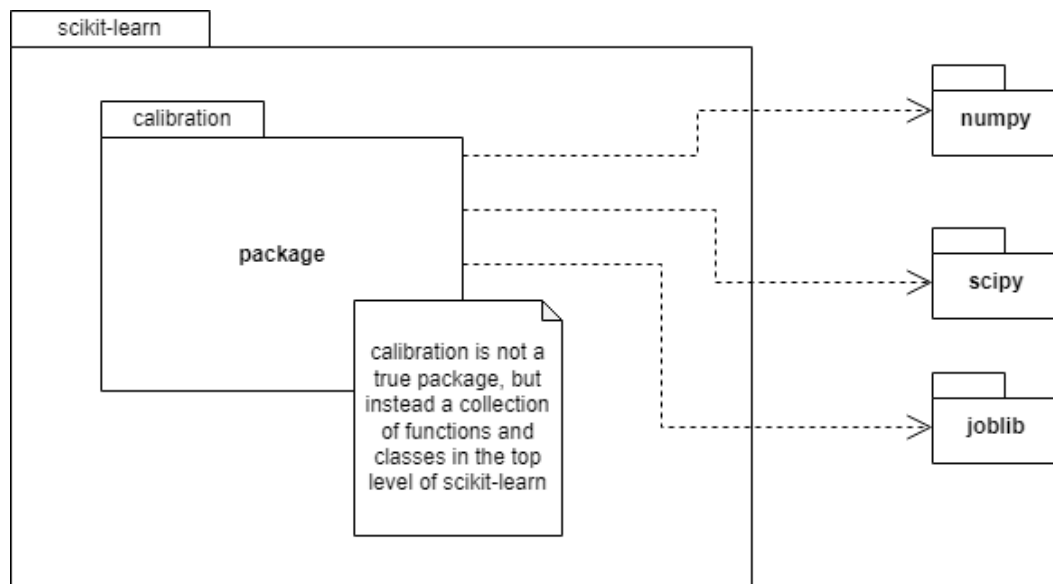 scikit-learn
calibration
package
calibration is not a
true package, but
instead a collection
of functions and
classes in the top
level of scikit-learn
numpy
scipy
joblib